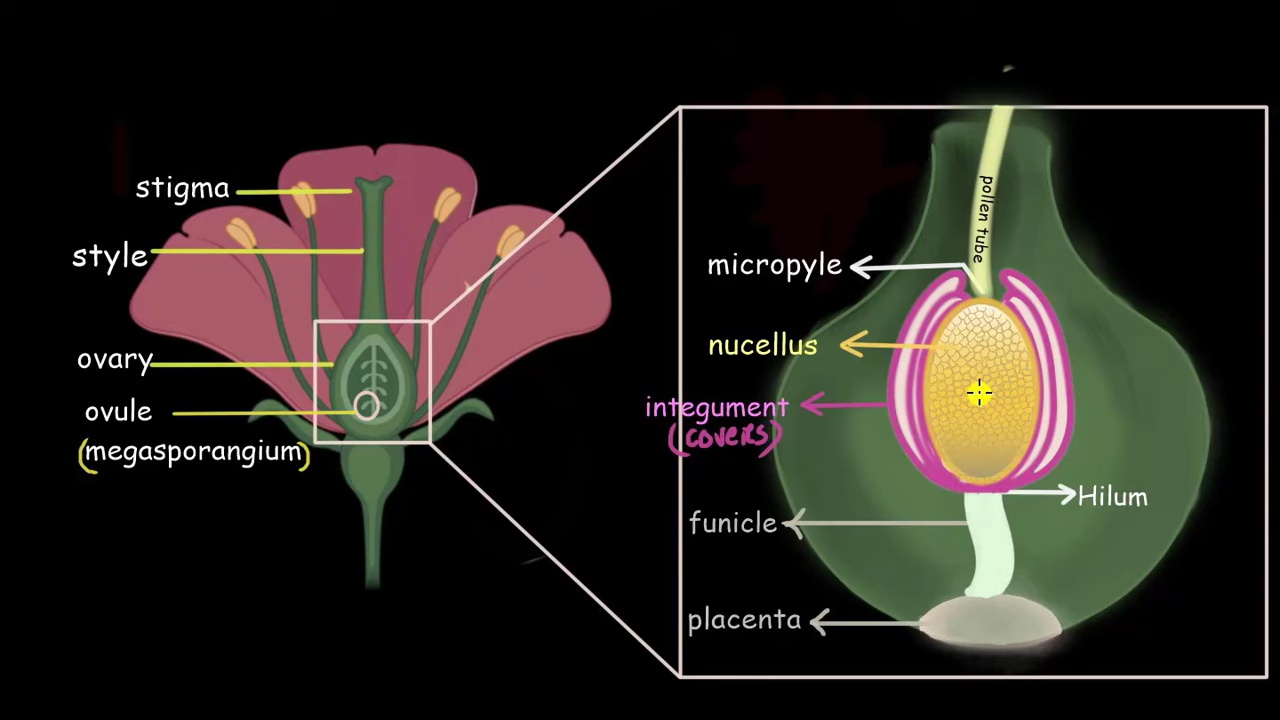 stigma
style
ovary
ovule
(megasporangium)
pollen tube
micropyle
nucellus
integument
(covers)
Hilum
funicle
placenta